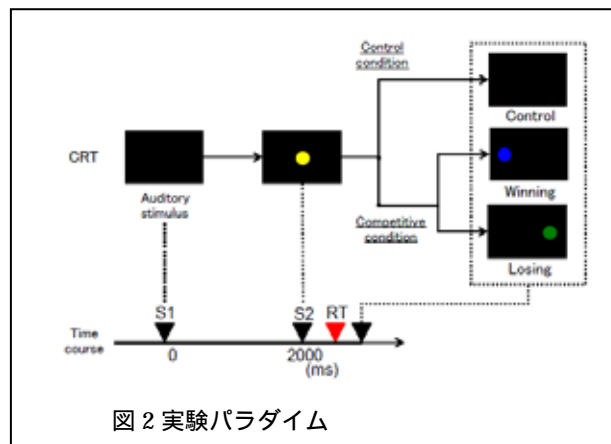 Control
condition
Control
CRT
Auditory
stimulus
Winning
Competitive
condition
Losing
S1
S2
RT
Time
course
0
2000
(ms)
図 2 実験パラダイム